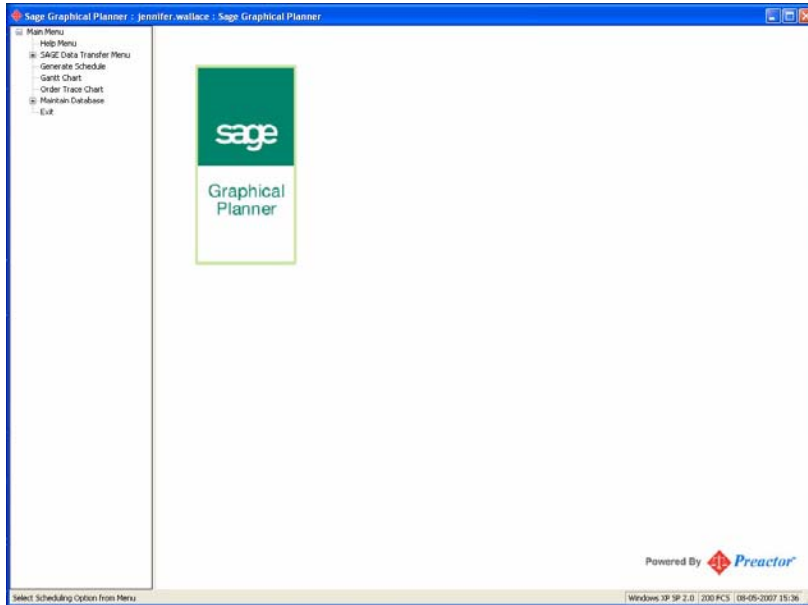 Sage Graphical Planner : jennifer.wallace : Sage Graphical Planner
Main Menu
Help Menu
SAGE Data Transfer Menu
Generate Schedule
Gantt Chart
Order Trace Chart
Maintain Database
Exit
sage
Graphical
Planner
Powered By Preactor
Select Scheduling Option from Menu
Windows XP SP 2.0 200 FCS 08-05-2007 15:36